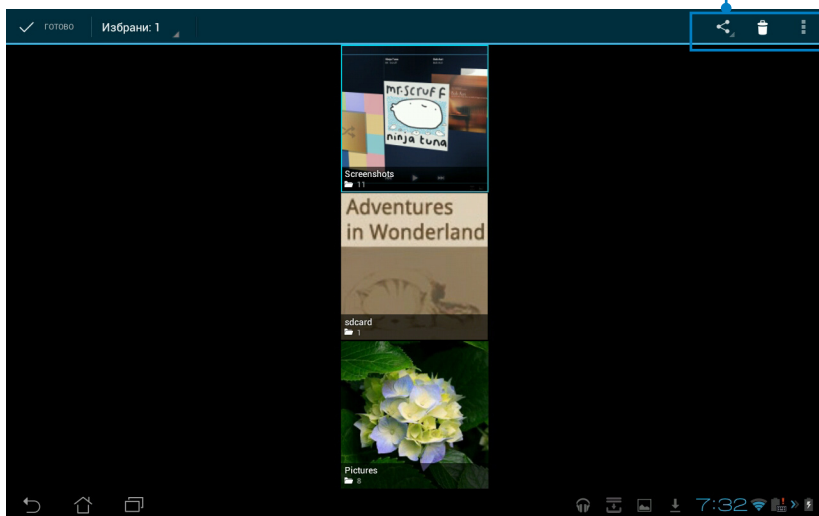 ГОТОВО
Избрани: 1
mr.scruff
ninja tuna
Screenshots
11
Adventures
in Wonderland
sdcard
1
Pictures
8
7:32